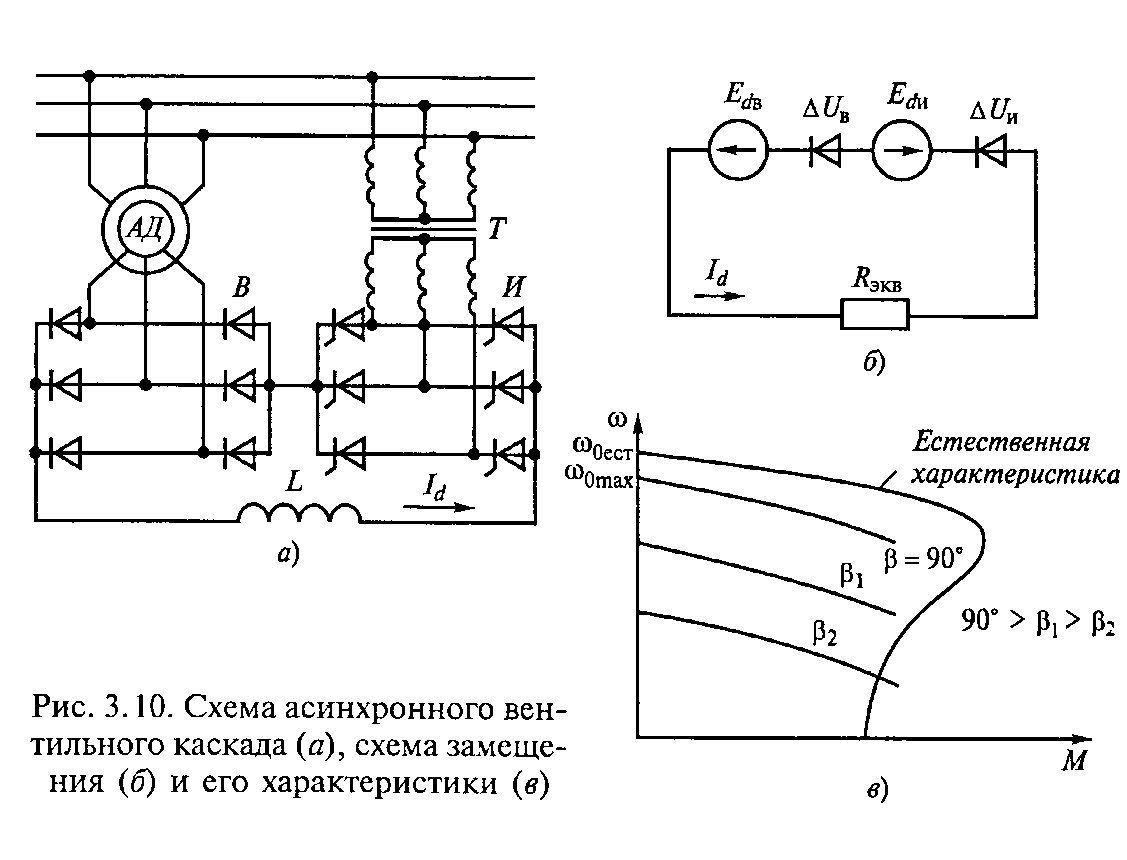 АД
T
В
И
L
I_d
а)
E_dв
ΔU_в
E_dи
ΔU_и
I_d
R_экв
б)
ω
ω_0ест
ω_0max
Естественная
характеристика
β = 90°
β_1
β_2
90° > β_1 > β_2
M
в)
Рис. 3.10. Схема асинхронного вен-
тильного каскада (а), схема замеще-
ния (б) и его характеристики (в)